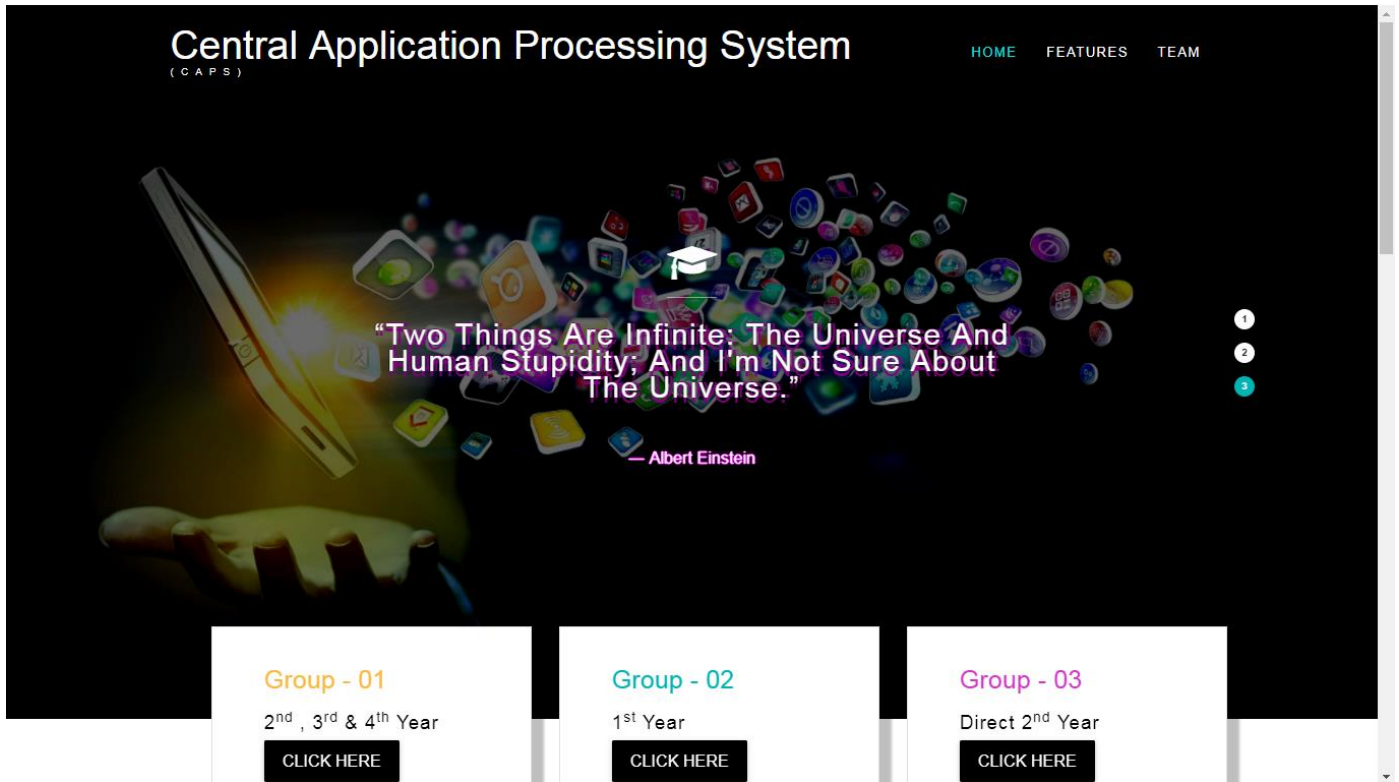 Central Application Processing System
(CAPS)
HOME FEATURES TEAM
“Two Things Are Infinite: The Universe And
Human Stupidity; And I'm Not Sure About
The Universe.”
— Albert Einstein
1
2
3
Group - 01
2nd , 3rd & 4th Year
CLICK HERE
Group - 02
1st Year
CLICK HERE
Group - 03
Direct 2nd Year
CLICK HERE